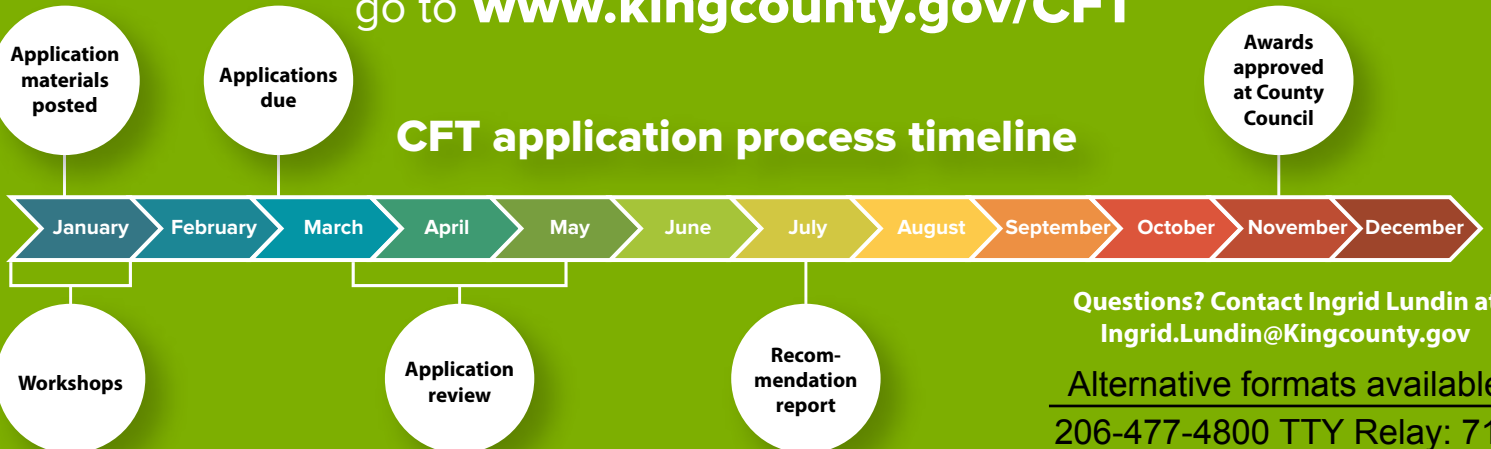 go to www.kingcounty.gov/CFT
Application
materials
posted
Applications
due
Awards
approved
at County
Council
CFT application process timeline
January February March April May June July August September October November December
Workshops
Application
review
Recom-
mendation
report
Questions? Contact Ingrid Lundin at
Ingrid.Lundin@Kingcounty.gov
Alternative formats available
206-477-4800 TTY Relay: 71